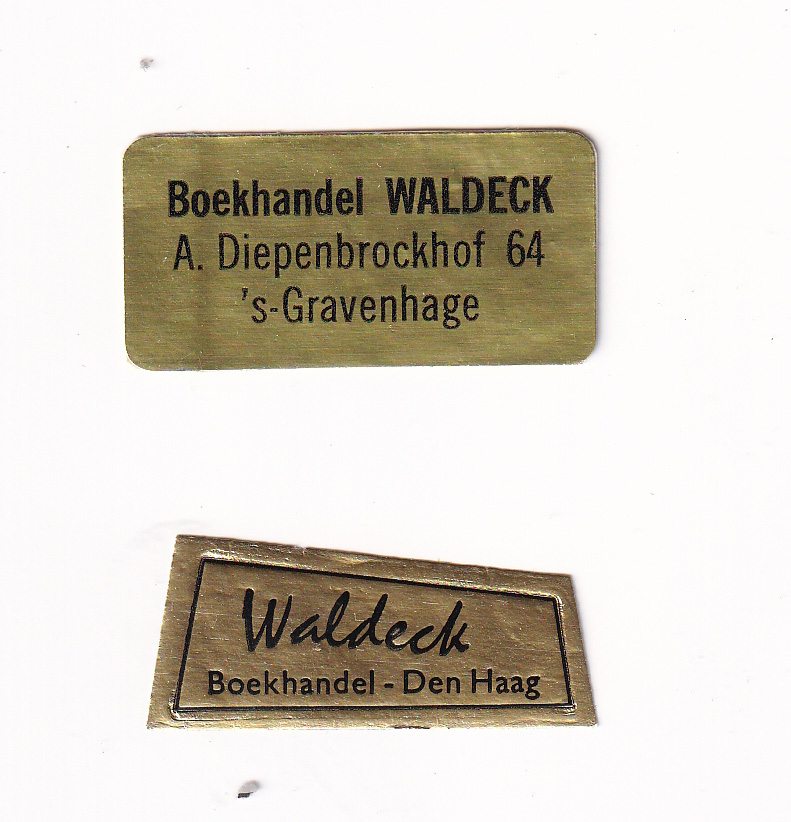 Boekhandel WALDECK
A. Diepenbrockhof 64
's-Gravenhage
Waldeck
Boekhandel - Den Haag